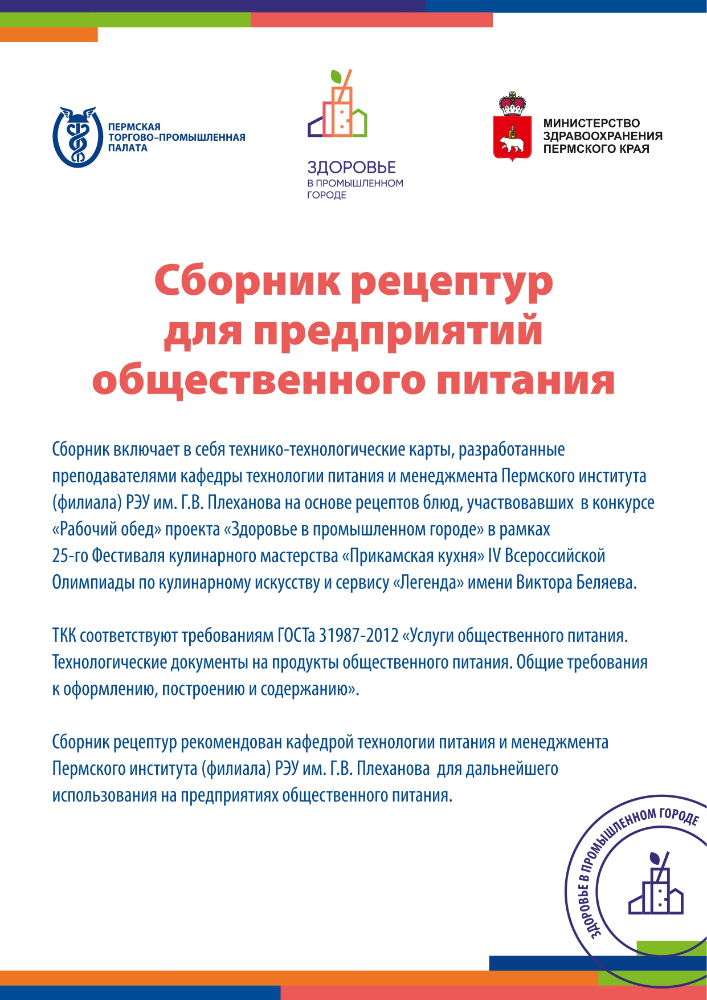 ПЕРМСКАЯ
ТОРГОВО–ПРОМЫШЛЕННАЯ
ПАЛАТА
ЗДОРОВЬЕ
В ПРОМЫШЛЕННОМ
ГОРОДЕ
МИНИСТЕРСТВО
ЗДРАВООХРАНЕНИЯ
ПЕРМСКОГО КРАЯ
Сборник рецептур
для предприятий
общественного питания
Сборник включает в себя технико-технологические карты, разработанные
преподавателями кафедры технологии питания и менеджмента Пермского института
(филиала) РЭУ им. Г.В. Плеханова на основе рецептов блюд, участвовавших в конкурсе
«Рабочий обед» проекта «Здоровье в промышленном городе» в рамках
25-го Фестиваля кулинарного мастерства «Прикамская кухня» IV Всероссийской
Олимпиады по кулинарному искусству и сервису «Легенда» имени Виктора Беляева.
ТКК соответствуют требованиям ГОСТа 31987-2012 «Услуги общественного питания.
Технологические документы на продукты общественного питания. Общие требования
к оформлению, построению и содержанию».
Сборник рецептур рекомендован кафедрой технологии питания и менеджмента
Пермского института (филиала) РЭУ им. Г.В. Плеханова для дальнейшего
использования на предприятиях общественного питания.
ЗДОРОВЬЕ В ПРОМЫШЛЕННОМ ГОРОДЕ